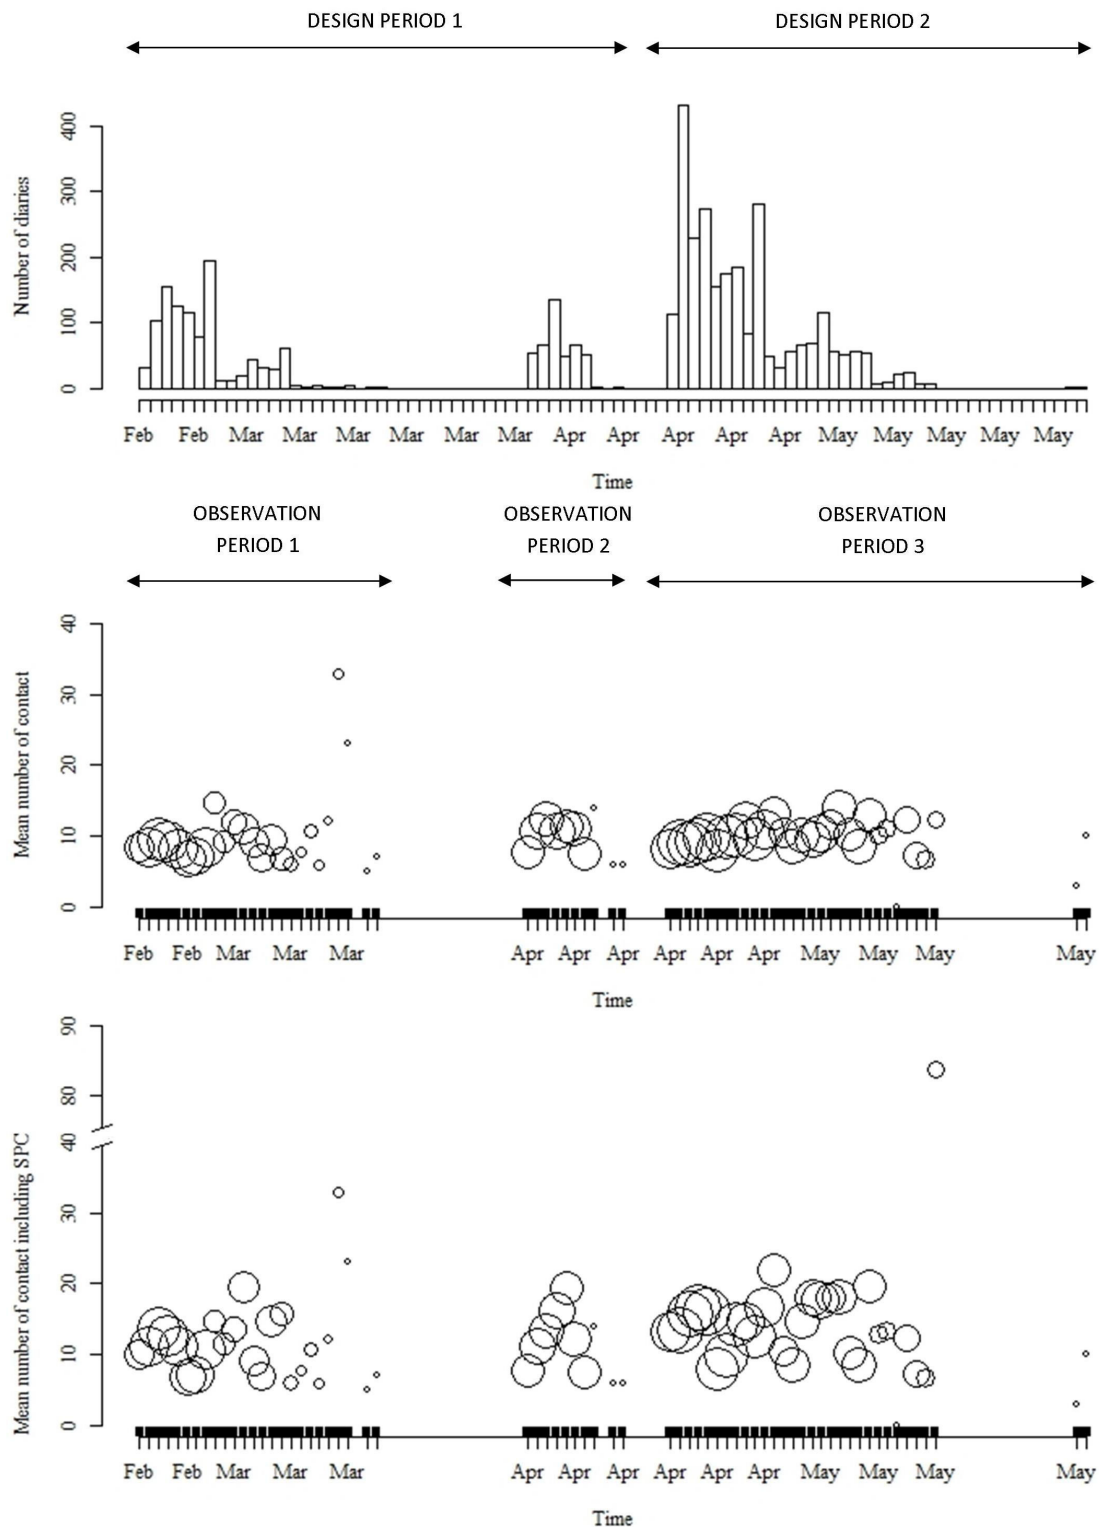 DESIGN PERIOD 1 DESIGN PERIOD 2
Number of diaries
400
300
200
100
0
Feb Feb Mar Mar Mar Mar Mar Mar Apr Apr Apr Apr Apr May May May May May
Time
OBSERVATION OBSERVATION OBSERVATION
PERIOD 1 PERIOD 2 PERIOD 3
Mean number of contact
40
30
20
10
0
Feb Feb Mar Mar Mar Apr Apr Apr Apr Apr Apr May May May May
Time
Mean number of contact including SPC
90
80
40
30
20
10
0
Feb Feb Mar Mar Mar Apr Apr Apr Apr Apr Apr May May May May
Time